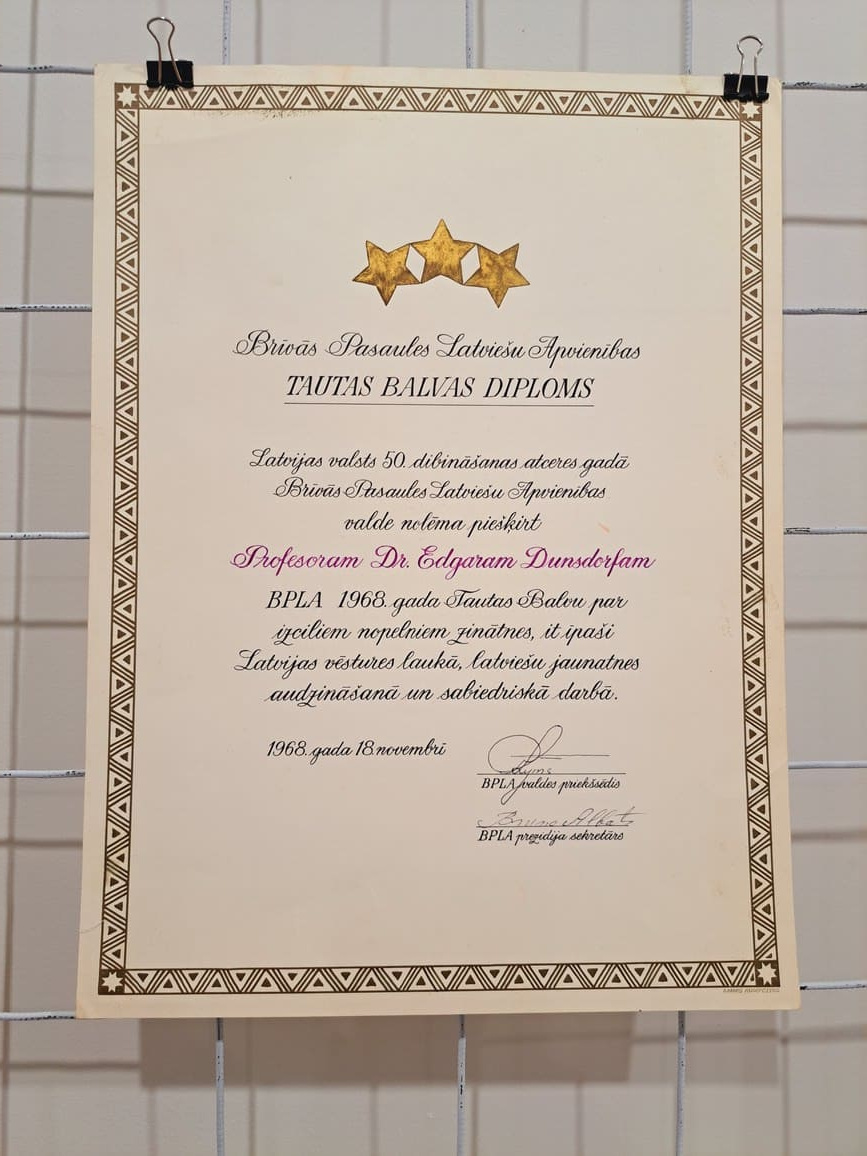 Brīvās Pasaules Latviešu Apvienības
TAUTAS BALVAS DIPLOMS
Latvijas valsts 50. dibināšanas atceres gadā
Brīvās Pasaules Latviešu Apvienības
valde nolēma piešķirt
Profesoram Dr. Edgaram Dunsdorfam
BPLA 1968. gada Tautas Balvu par
izciliem nopelniem zinātnes, it īpaši
Latvijas vēstures laukā, latviešu jaunatnes
audzināšanā un sabiedriskā darbā.
1968. gada 18. novembrī
BPLA valdes priekšsēdis
BPLA prezidija sekretārs